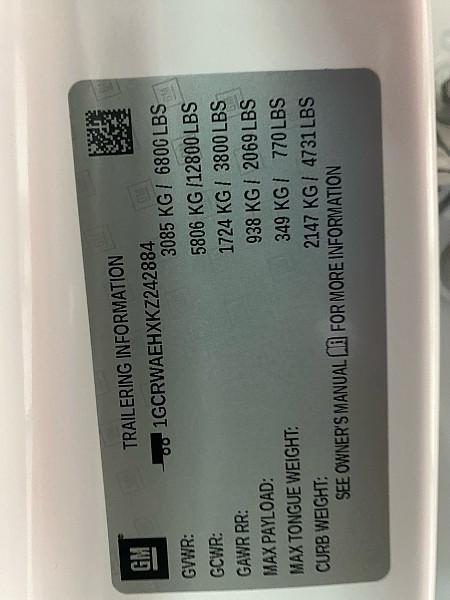 GM
TRAILERING INFORMATION
1GCRWAEHXKZ242884
GVWR: 3085 KG / 6800 LBS
GCWR: 5806 KG / 12800 LBS
GAWR RR: 1724 KG / 3800 LBS
MAX PAYLOAD: 938 KG / 2069 LBS
MAX TONGUE WEIGHT: 349 KG / 770 LBS
CURB WEIGHT: 2147 KG / 4731 LBS
SEE OWNER'S MANUAL FOR MORE INFORMATION